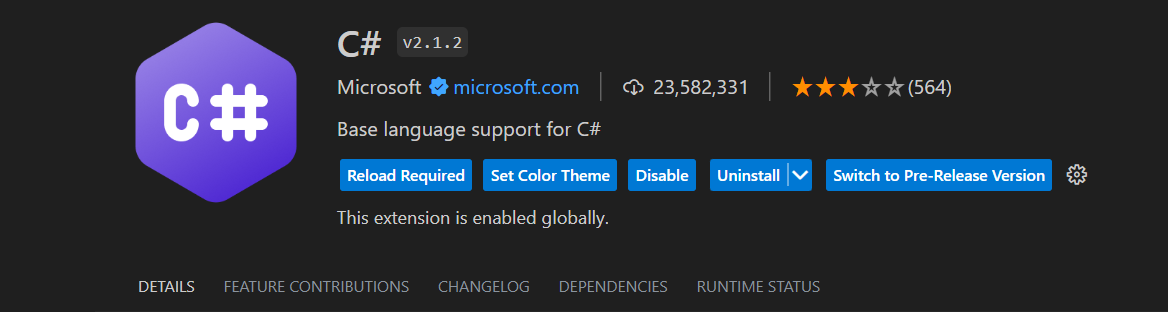 C#
C# v2.1.2
Microsoft microsoft.com 23,582,331 (564)
Base language support for C#
Reload Required Set Color Theme Disable Uninstall Switch to Pre-Release Version
This extension is enabled globally.
DETAILS FEATURE CONTRIBUTIONS CHANGELOG DEPENDENCIES RUNTIME STATUS